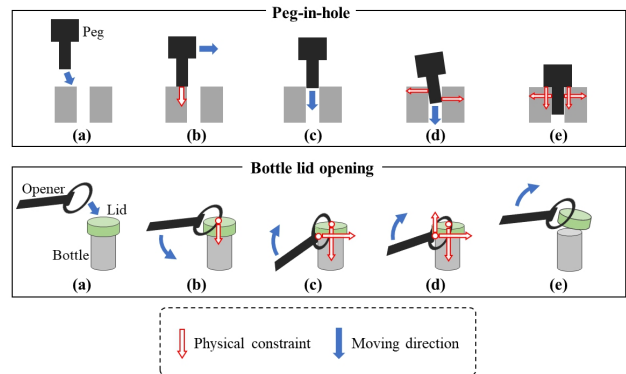 Peg-in-hole
Peg
(a) (b) (c) (d) (e)
Bottle lid opening
Opener
Lid
Bottle
(a) (b) (c) (d) (e)
Physical constraint Moving direction